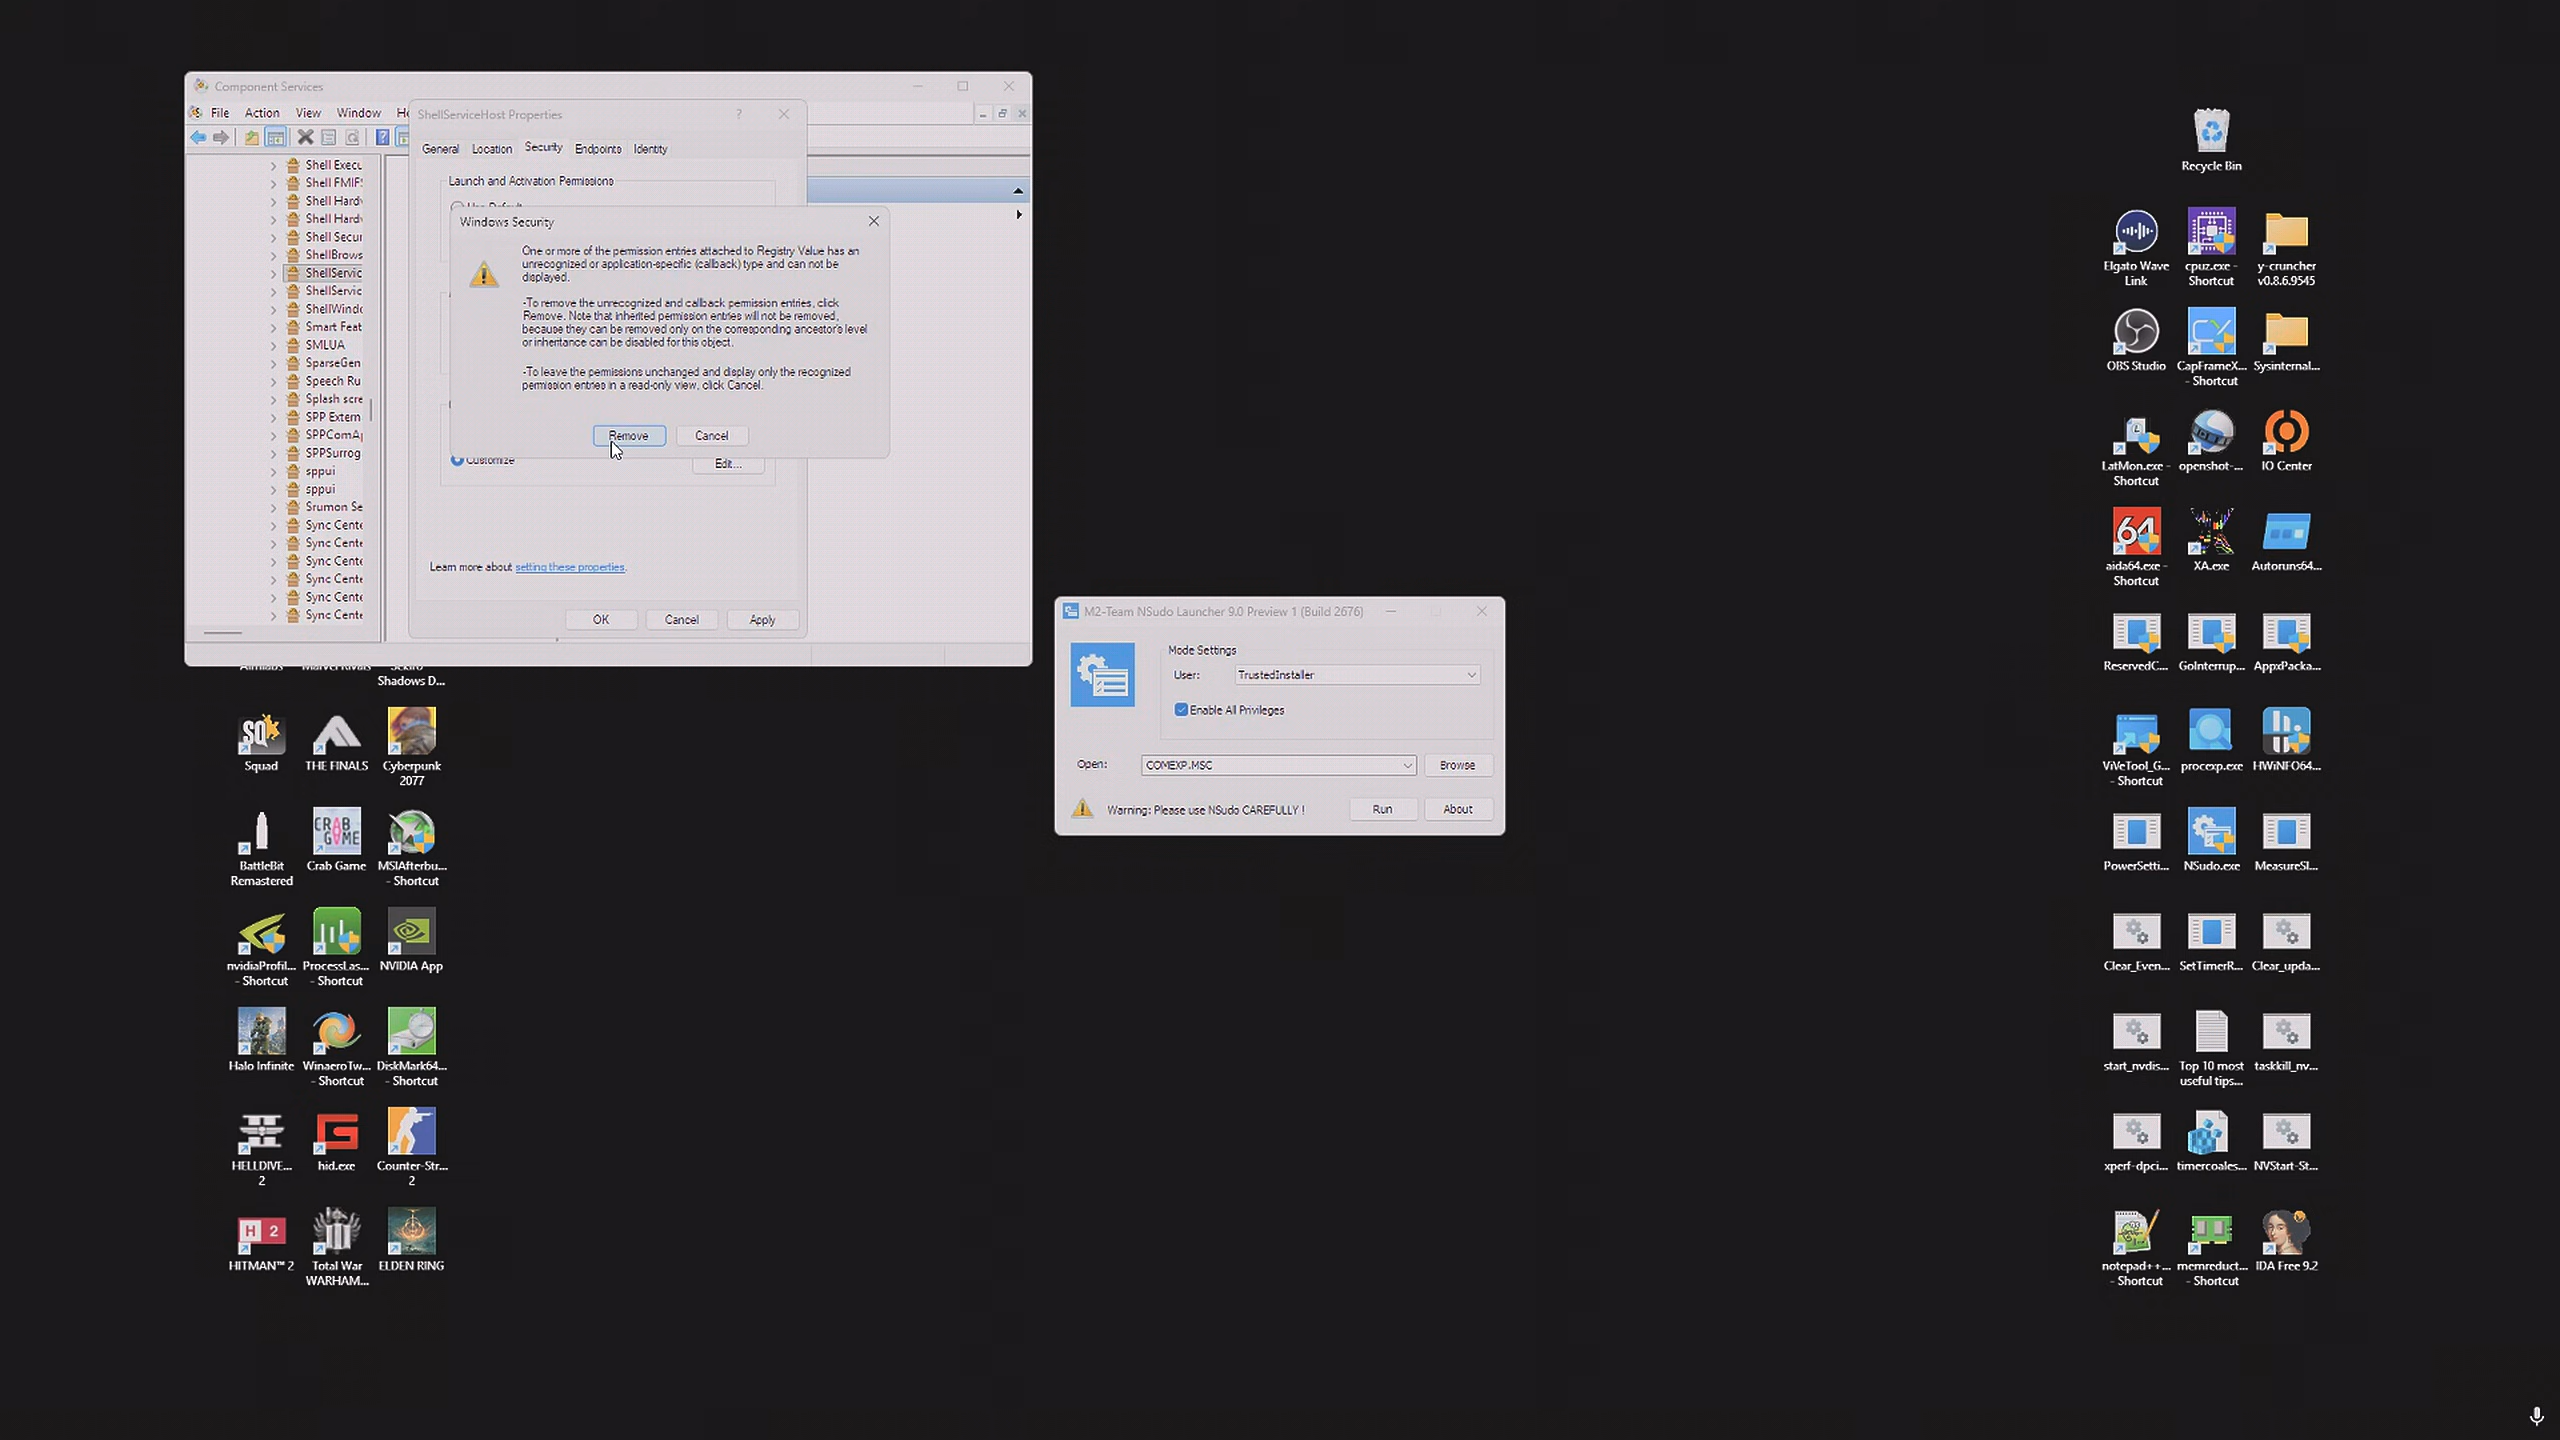 Component Services
File Action View Window
ShellServiceHost Properties
General Location Security Endpoints Identity
Launch and Activation Permissions
Windows Security
One or more of the permission entries attached to Registry Value has an
unrecognized or application-specific (callback) type and can not be
displayed.
-To remove the unrecognized and callback permission entries, click
Remove. Note that inherited permission entries will not be removed,
because they can be removed only on the corresponding ancestor's level
or inheritance can be disabled for this object.
-To leave the permissions unchanged and display only the recognized
permission entries in a read-only view, click Cancel.
Remove Cancel
Customize Edit...
Learn more about setting these properties.
OK Cancel Apply
Shell Execu
Shell FMIF
Shell Hardv
Shell Hardv
Shell Secur
ShellBrows
ShellServic
ShellServic
ShellWindo
Smart Feat
SMLUA
SparseGen
Speech Ru
Splash scre
SPP Extern
SPPComA
SPPSurrog
sppui
sppui
Srumon Se
Sync Cente
Sync Cente
Sync Cente
Sync Cente
Sync Cente
Sync Cente
Shadows D...
M2-Team NSudo Launcher 9.0 Preview 1 (Build 2676)
Mode Settings
User: TrustedInstaller
Enable All Privileges
Open: COMEXP.MSC Browse
Warning: Please use NSudo CAREFULLY ! Run About
Squad
THE FINALS
Cyberpunk
2077
BattleBit
Remastered
Crab Game
MSIAfterbu...
- Shortcut
nvidiaProfil...
- Shortcut
ProcessLas...
- Shortcut
NVIDIA App
Halo Infinite
WinaeroTw...
- Shortcut
DiskMark64...
- Shortcut
HELLDIVE...
2
hid.exe
Counter-Str...
2
HITMAN™ 2
Total War
WARHAM...
ELDEN RING
Recycle Bin
Elgato Wave
Link
cpuz.exe -
Shortcut
y-cruncher
v0.8.6.9545
OBS Studio
CapFrameX...
- Shortcut
Sysinternal...
LatMon.exe -
Shortcut
openshot-...
IO Center
64
aida64.exe -
Shortcut
XA.exe
Autoruns64...
ReservedC...
GoInterrup...
AppxPacka...
ViVeTool_G...
- Shortcut
procexp.exe
HWiNFO64...
PowerSetti...
NSudo.exe
MeasureSl...
Clear_Even...
SetTimerR...
Clear_upda...
start_nvdis...
Top 10 most
useful tips...
taskkill_nv...
xperf-dpci...
timercoales...
NVStart-St...
notepad++...
- Shortcut
memreduct...
- Shortcut
IDA Free 9.2